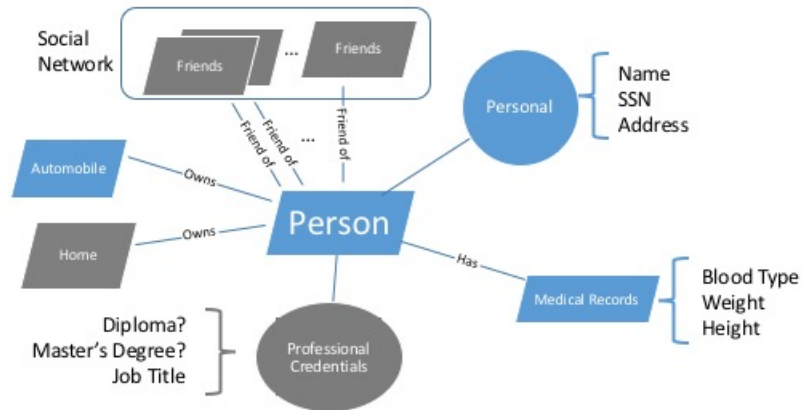 Social
Network
Friends
...
Friends
Friend of
Friend of
...
Friend of
Personal
Name
SSN
Address
Automobile
Owns
Person
Home
Owns
Has
Medical Records
Blood Type
Weight
Height
Diploma?
Master's Degree?
Job Title
Professional
Credentials